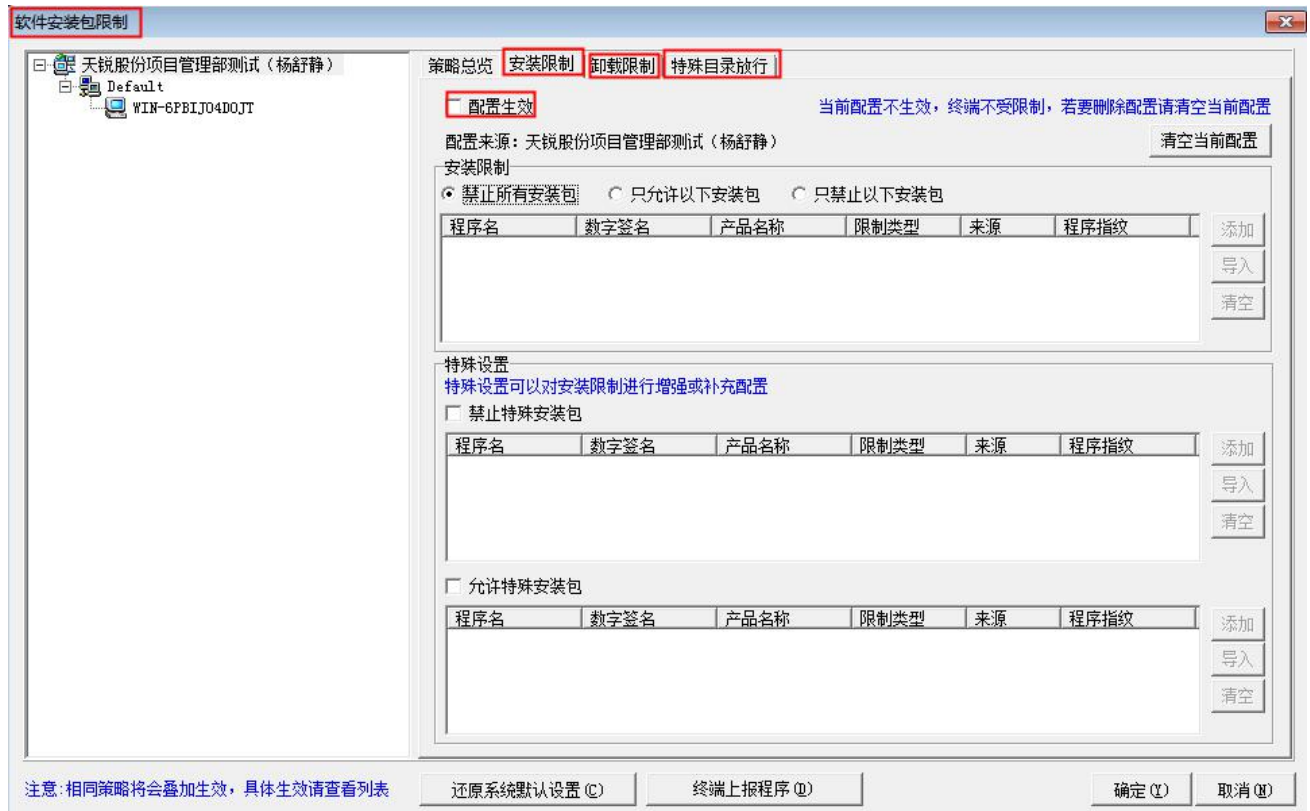 软件安装包限制
天锐股份项目管理部测试（杨舒静）
Default
WIN-6PBIJO4DOJT
策略总览 安装限制 卸载限制 特殊目录放行
配置生效 当前配置不生效，终端不受限制，若要删除配置请清空当前配置
配置来源：天锐股份项目管理部测试（杨舒静） 清空当前配置
安装限制
禁止所有安装包 只允许以下安装包 只禁止以下安装包
程序名 数字签名 产品名称 限制类型 来源 程序指纹 添加
导入
清空
特殊设置
特殊设置可以对安装限制进行增强或补充配置
禁止特殊安装包
程序名 数字签名 产品名称 限制类型 来源 程序指纹 添加
导入
清空
允许特殊安装包
程序名 数字签名 产品名称 限制类型 来源 程序指纹 添加
导入
清空
注意:相同策略将会叠加生效，具体生效请查看列表 还原系统默认设置(C) 终端上报程序(D) 确定(Y) 取消(N)